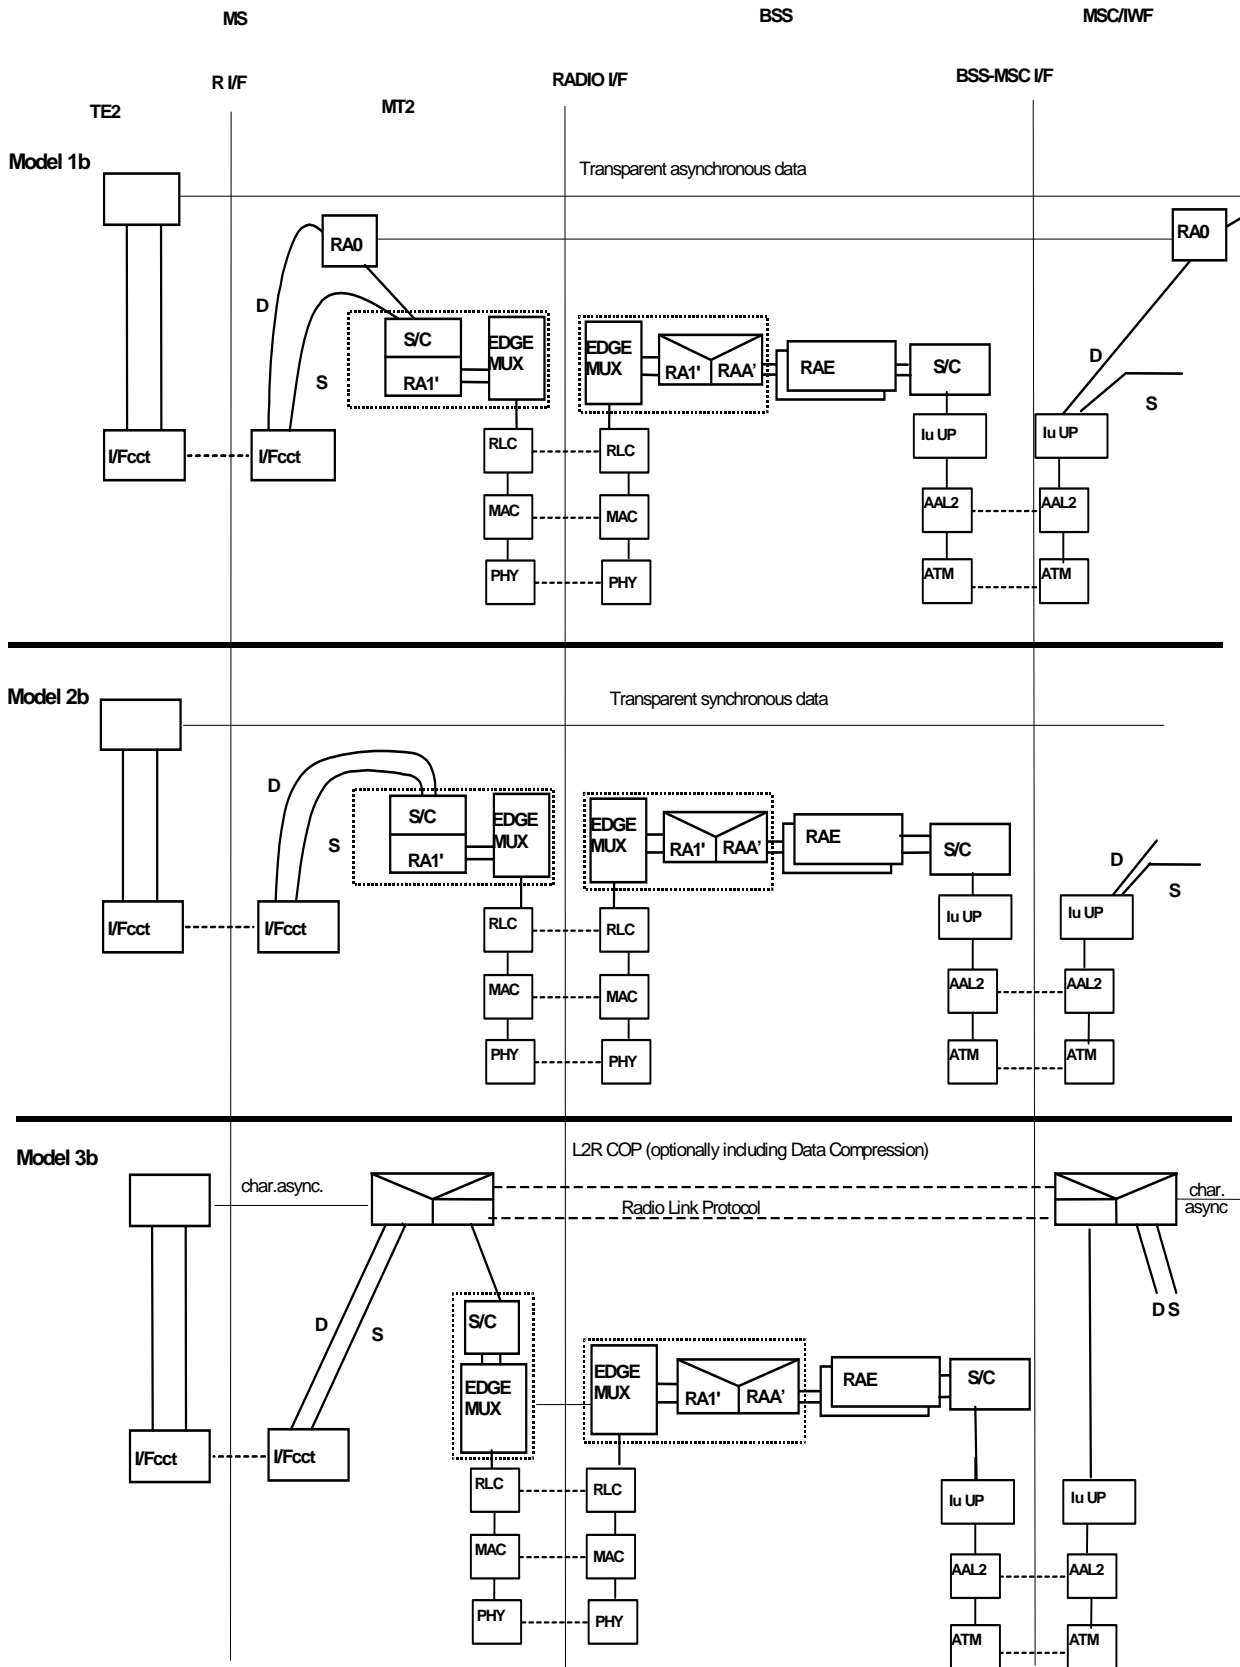 MS
BSS
MSC/IWF
R I/F
RADIO I/F
BSS-MSC I/F
TE2
MT2
Model 1b
Transparent asynchronous data
RA0
RA0
D
S
S/C
RA1'
EDGE
MUX
EDGE
MUX
RA1'
RAA'
RAE
S/C
D
S
I/Fcct
I/Fcct
RLC
RLC
Iu UP
Iu UP
MAC
MAC
AAL2
AAL2
PHY
PHY
ATM
ATM
Model 2b
Transparent synchronous data
D
S
S/C
RA1'
EDGE
MUX
EDGE
MUX
RA1'
RAA'
RAE
S/C
D
S
I/Fcct
I/Fcct
RLC
RLC
Iu UP
Iu UP
MAC
MAC
AAL2
AAL2
PHY
PHY
ATM
ATM
Model 3b
L2R COP (optionally including Data Compression)
char.async.
Radio Link Protocol
char.
async
D S
D
S
S/C
EDGE
MUX
EDGE
MUX
RA1'
RAA'
RAE
S/C
I/Fcct
I/Fcct
RLC
RLC
Iu UP
Iu UP
MAC
MAC
AAL2
AAL2
PHY
PHY
ATM
ATM